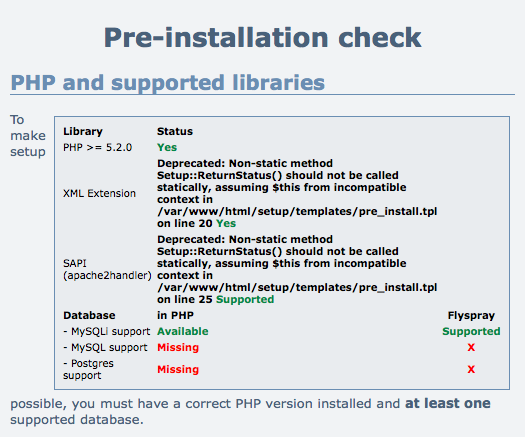 Pre-installation check
PHP and supported libraries
To
make
setup
Library Status
PHP >= 5.2.0 Yes
XML Extension
Deprecated: Non-static method
Setup::ReturnStatus() should not be called
statically, assuming $this from incompatible
context in
/var/www/html/setup/templates/pre_install.tpl
on line 20 Yes
SAPI
(apache2handler)
Deprecated: Non-static method
Setup::ReturnStatus() should not be called
statically, assuming $this from incompatible
context in
/var/www/html/setup/templates/pre_install.tpl
on line 25 Supported
Database in PHP Flyspray
- MySQLi support Available Supported
- MySQL support Missing X
- Postgres
support Missing X
possible, you must have a correct PHP version installed and at least one
supported database.